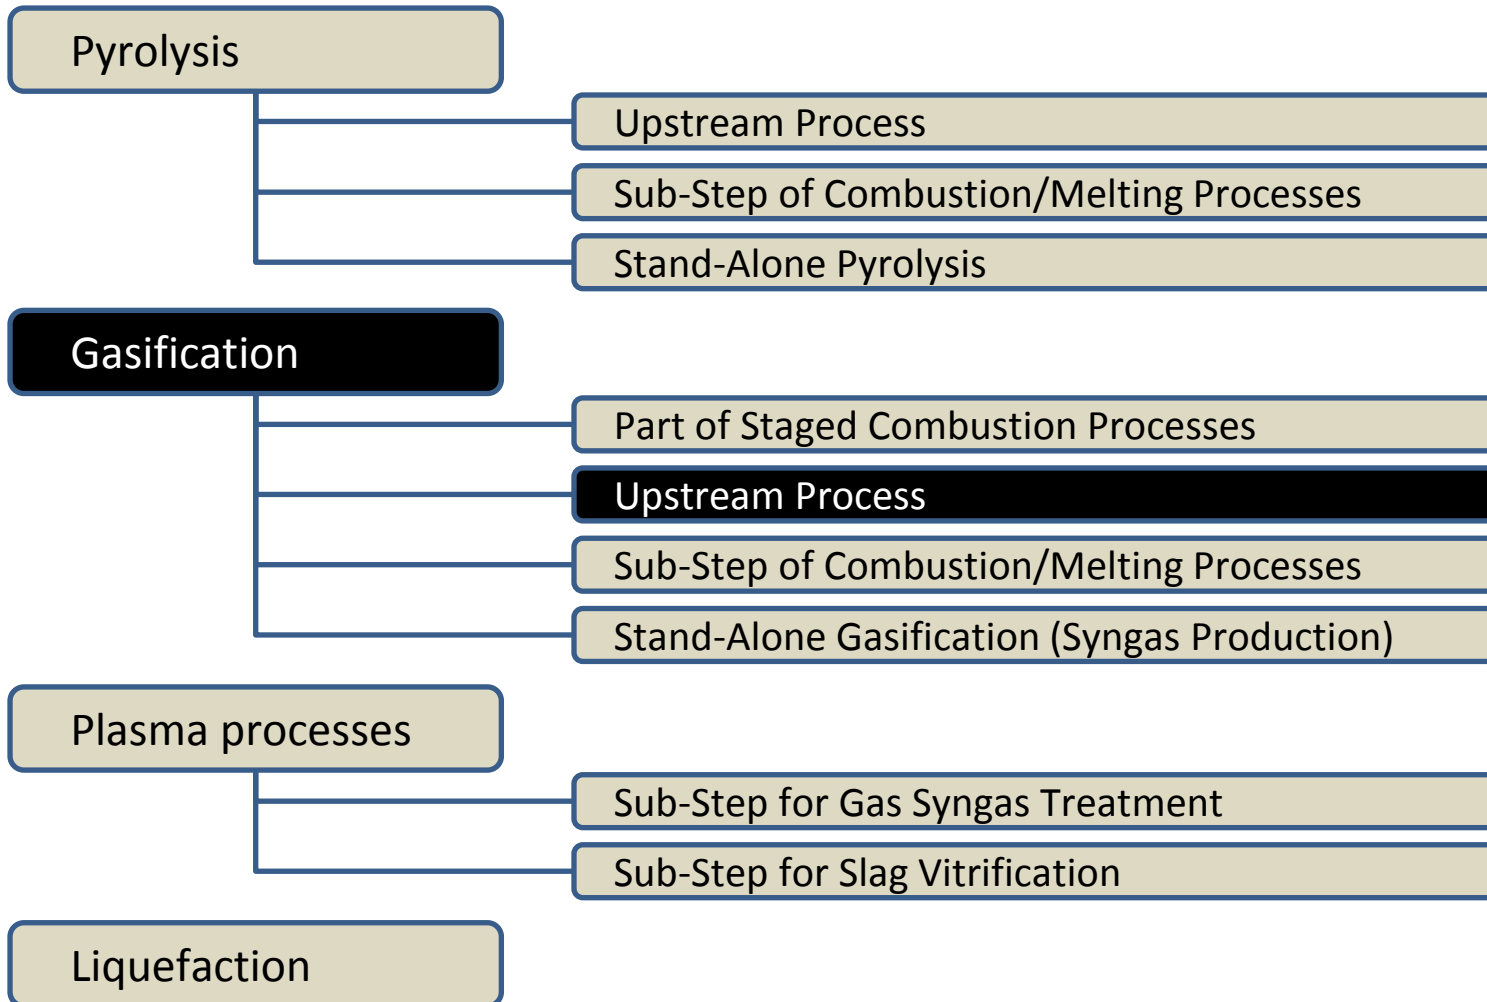 Pyrolysis
Upstream Process
Sub-Step of Combustion/Melting Processes
Stand-Alone Pyrolysis
Gasification
Part of Staged Combustion Processes
Upstream Process
Sub-Step of Combustion/Melting Processes
Stand-Alone Gasification (Syngas Production)
Plasma processes
Sub-Step for Gas Syngas Treatment
Sub-Step for Slag Vitrification
Liquefaction